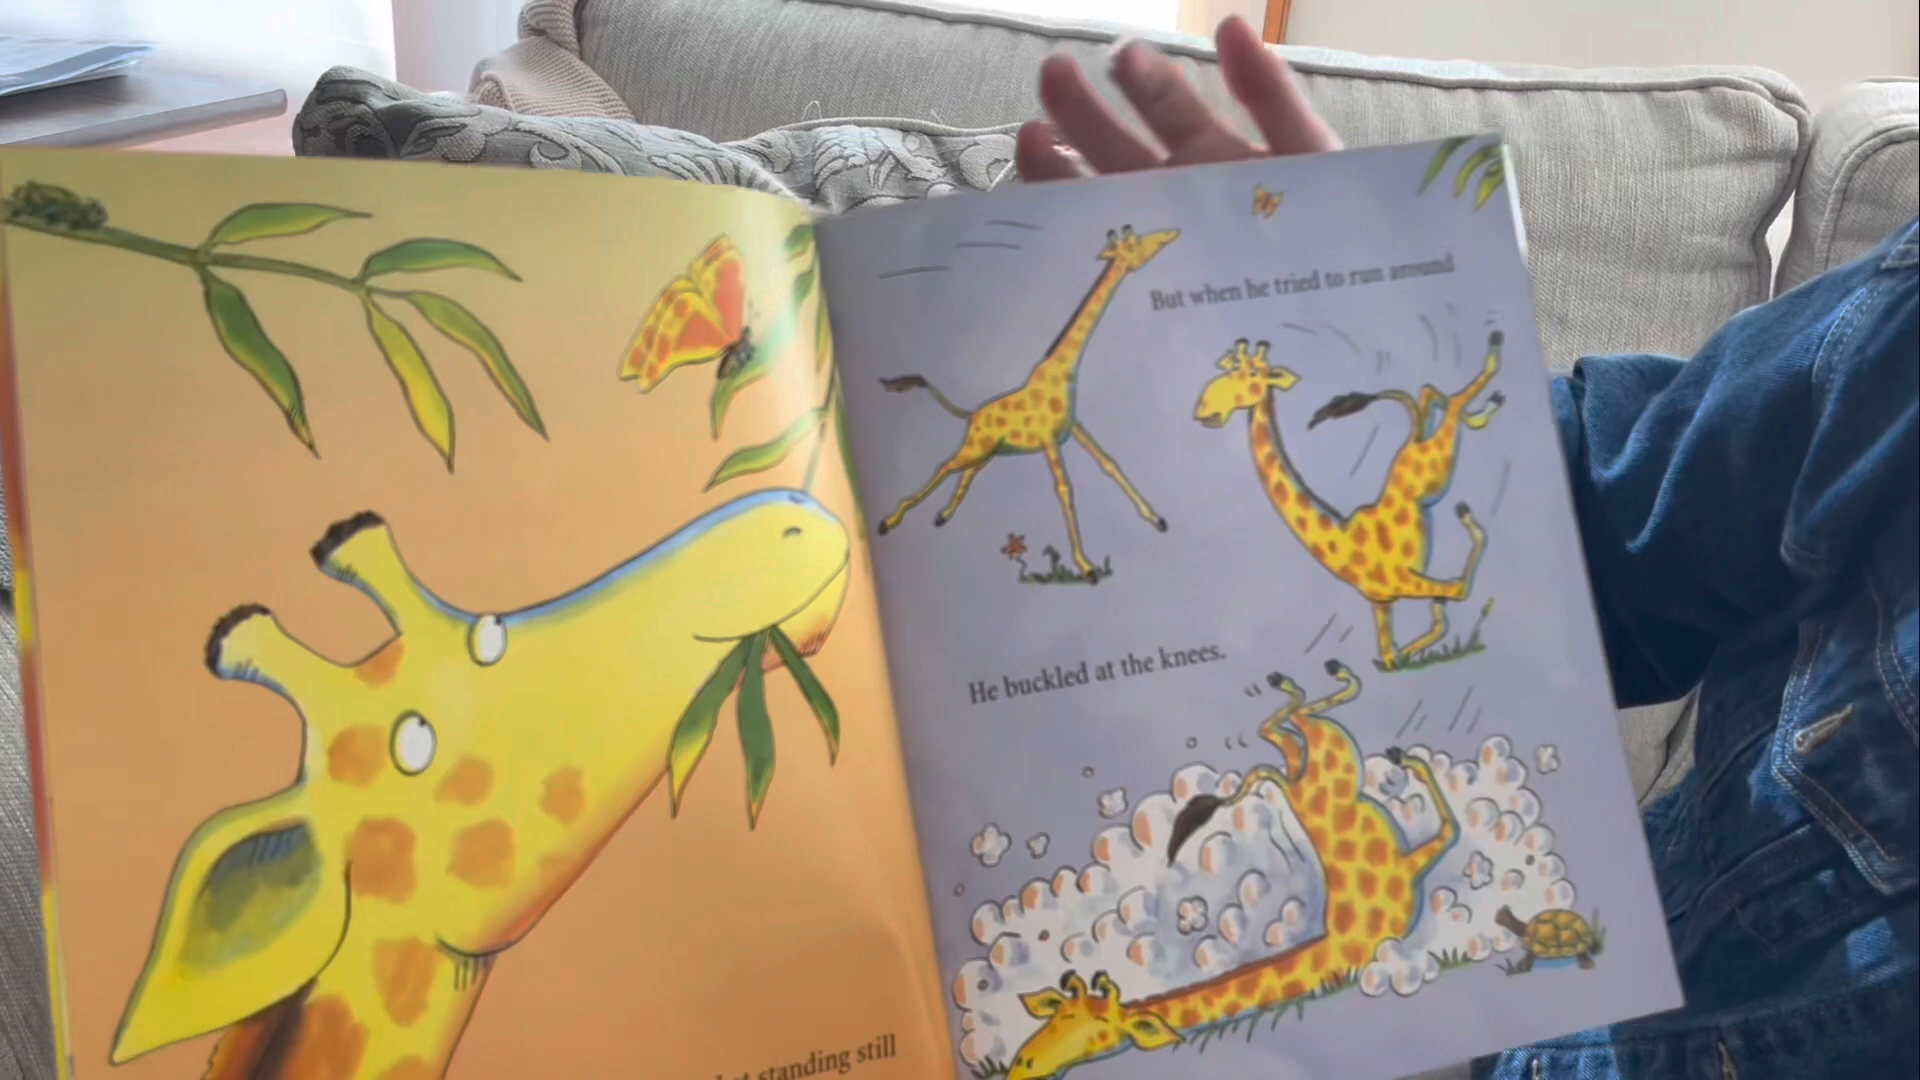 standing still
But when he tried to run around
He buckled at the knees.